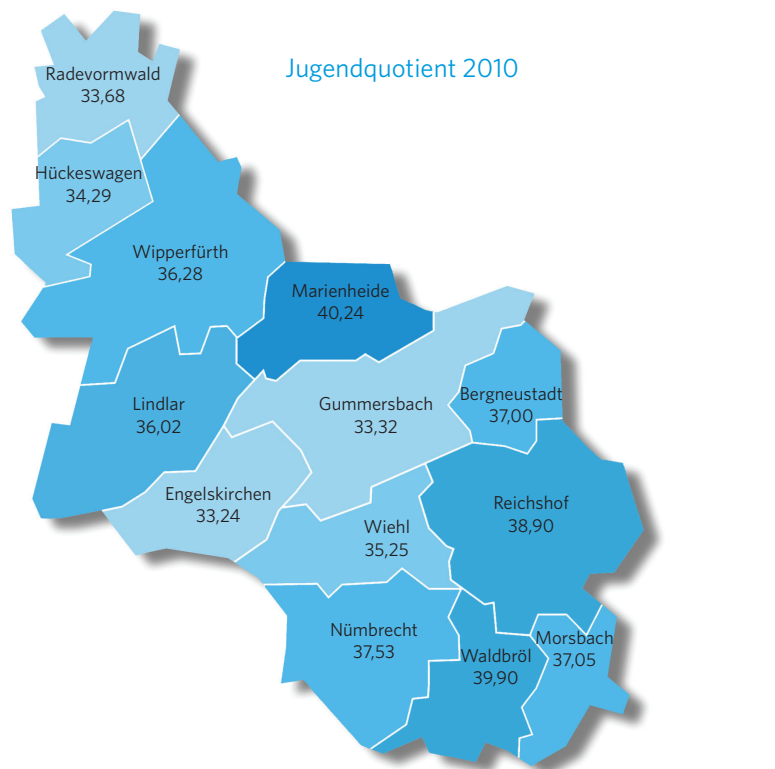 Jugendquotient 2010
Radevormwald
33,68
Hückeswagen
34,29
Wipperfürth
36,28
Marienheide
40,24
Lindlar
36,02
Gummersbach
33,32
Bergneustadt
37,00
Engelskirchen
33,24
Wiehl
35,25
Reichshof
38,90
Nümbrecht
37,53
Waldbröl
39,90
Morsbach
37,05